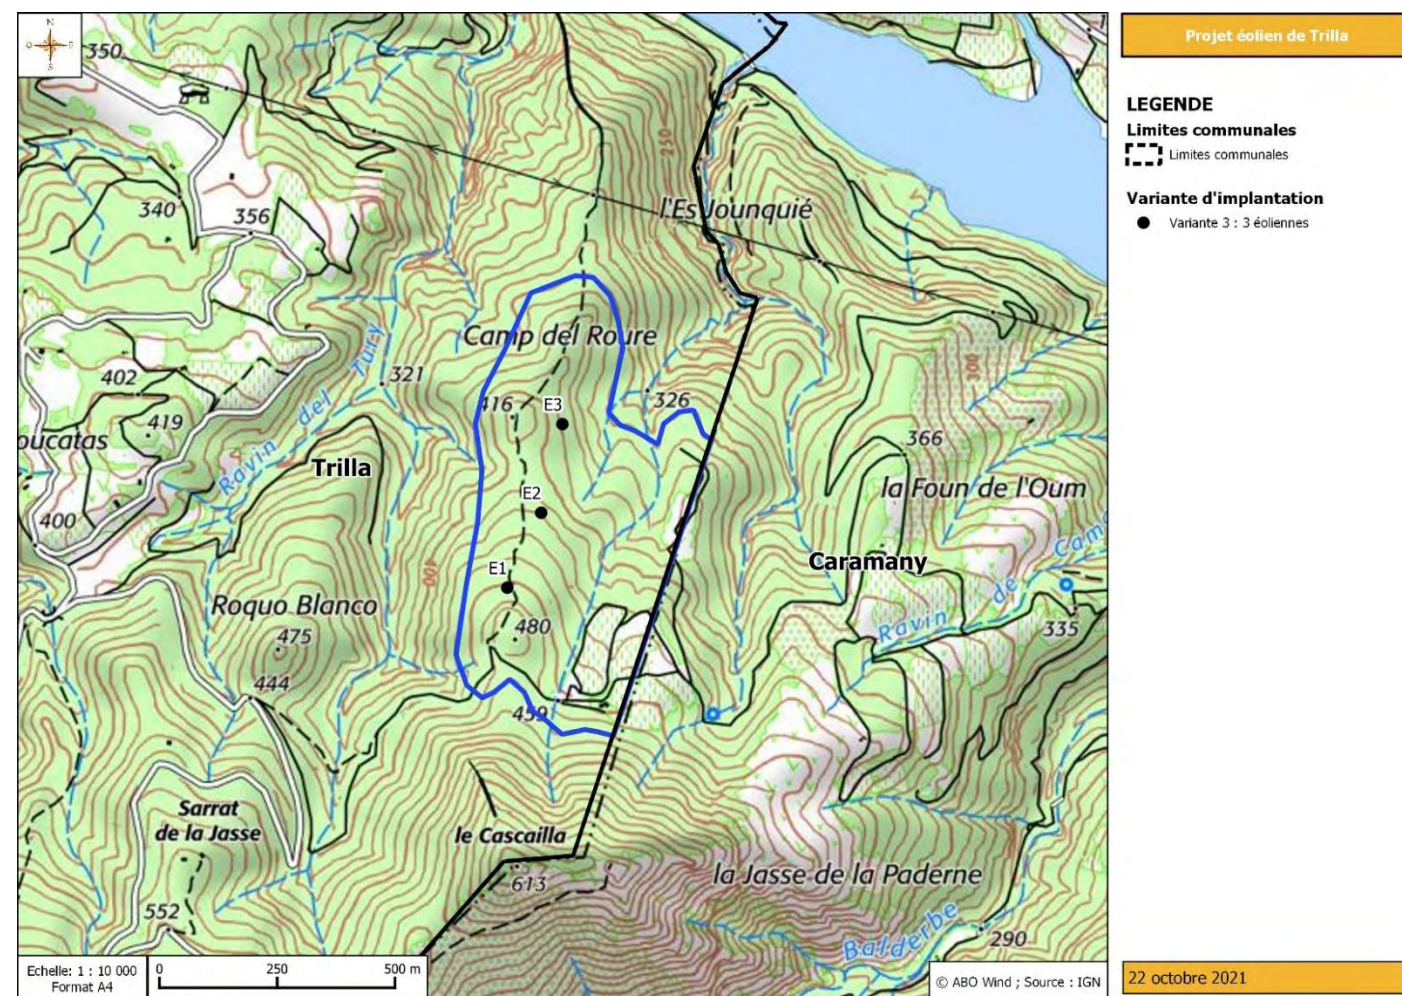 N
O E
S
350
250
l'Es Jounquié
340
356
Camp del Roure
Ravin del Tury
321
326
402
416
E3
419
oucatas
Trilla
300
366
la Foun de l'Oum
400
E2
400
Caramany
E1
Roquo Blanco
475
480
Ravin de Cam
335
444
459
Sarrat
de la Jasse
le Cascailla
613
la Jasse de la Paderne
552
Balderbe
290
Echelle: 1 : 10 000
Format A4
0 250 500 m
© ABO Wind ; Source : IGN
Projet éolien de Trilla
LEGENDE
Limites communales
Limites communales
Variante d'implantation
Variante 3 : 3 éoliennes
22 octobre 2021